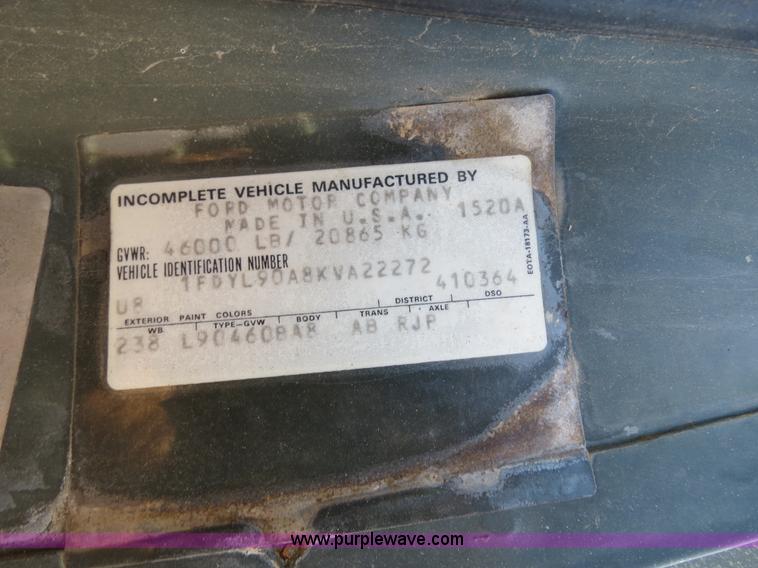 INCOMPLETE VEHICLE MANUFACTURED BY
FORD MOTOR COMPANY
MADE IN U.S.A. 1520A
GVWR: 46000 LB/ 20865 KG
VEHICLE IDENTIFICATION NUMBER
1FDYL90A8KVA22272
U8 410364
EXTERIOR PAINT COLORS DISTRICT DSO
WB TYPE-GVW BODY TRANS AXLE
238 L90460BA8 AB RJP
EOTA-18173-AA
www.purplewave.com